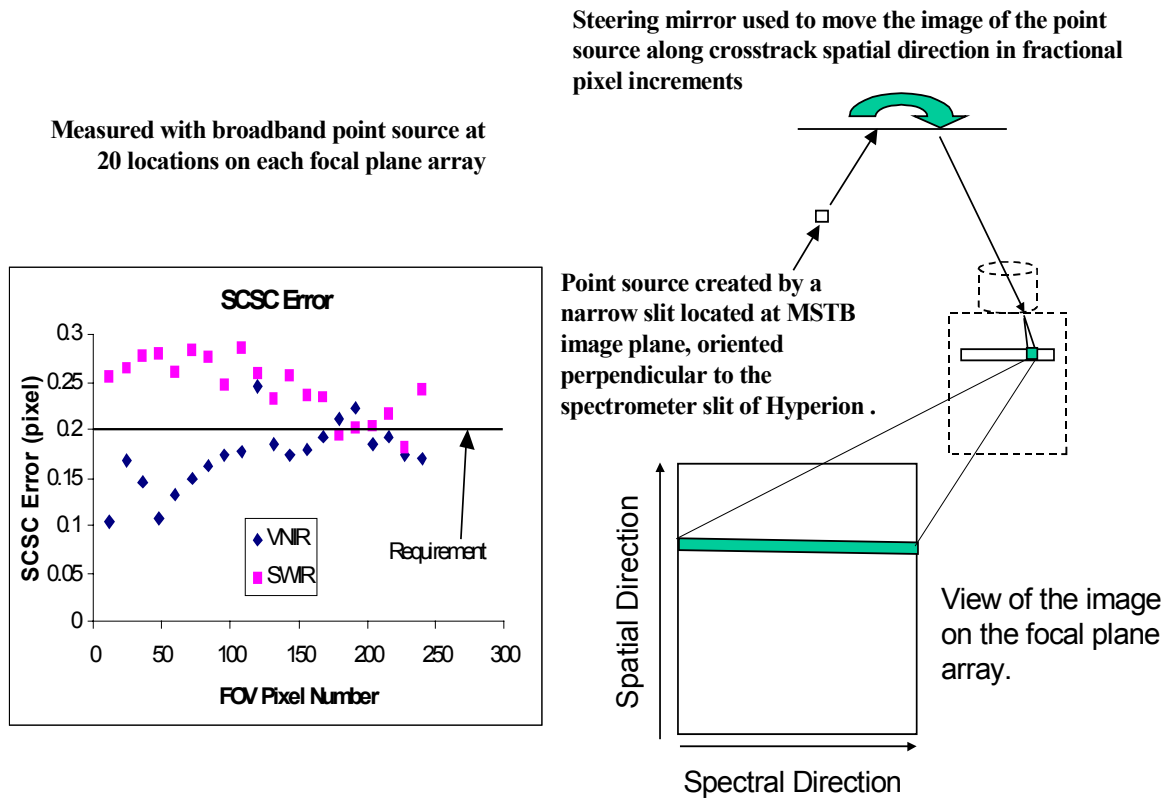 Steering mirror used to move the image of the point
source along crosstrack spatial direction in fractional
pixel increments
Measured with broadband point source at
20 locations on each focal plane array
SCSC Error
0.3
0.25
0.2
0.15
0.1
0.05
0
SCSC Error (pixel)
VNIR
SWIR
Requirement
0
50
100
150
200
250
300
FOV Pixel Number
Point source created by a
narrow slit located at MSTB
image plane, oriented
perpendicular to the
spectrometer slit of Hyperion .
Spatial Direction
Spectral Direction
View of the image
on the focal plane
array.